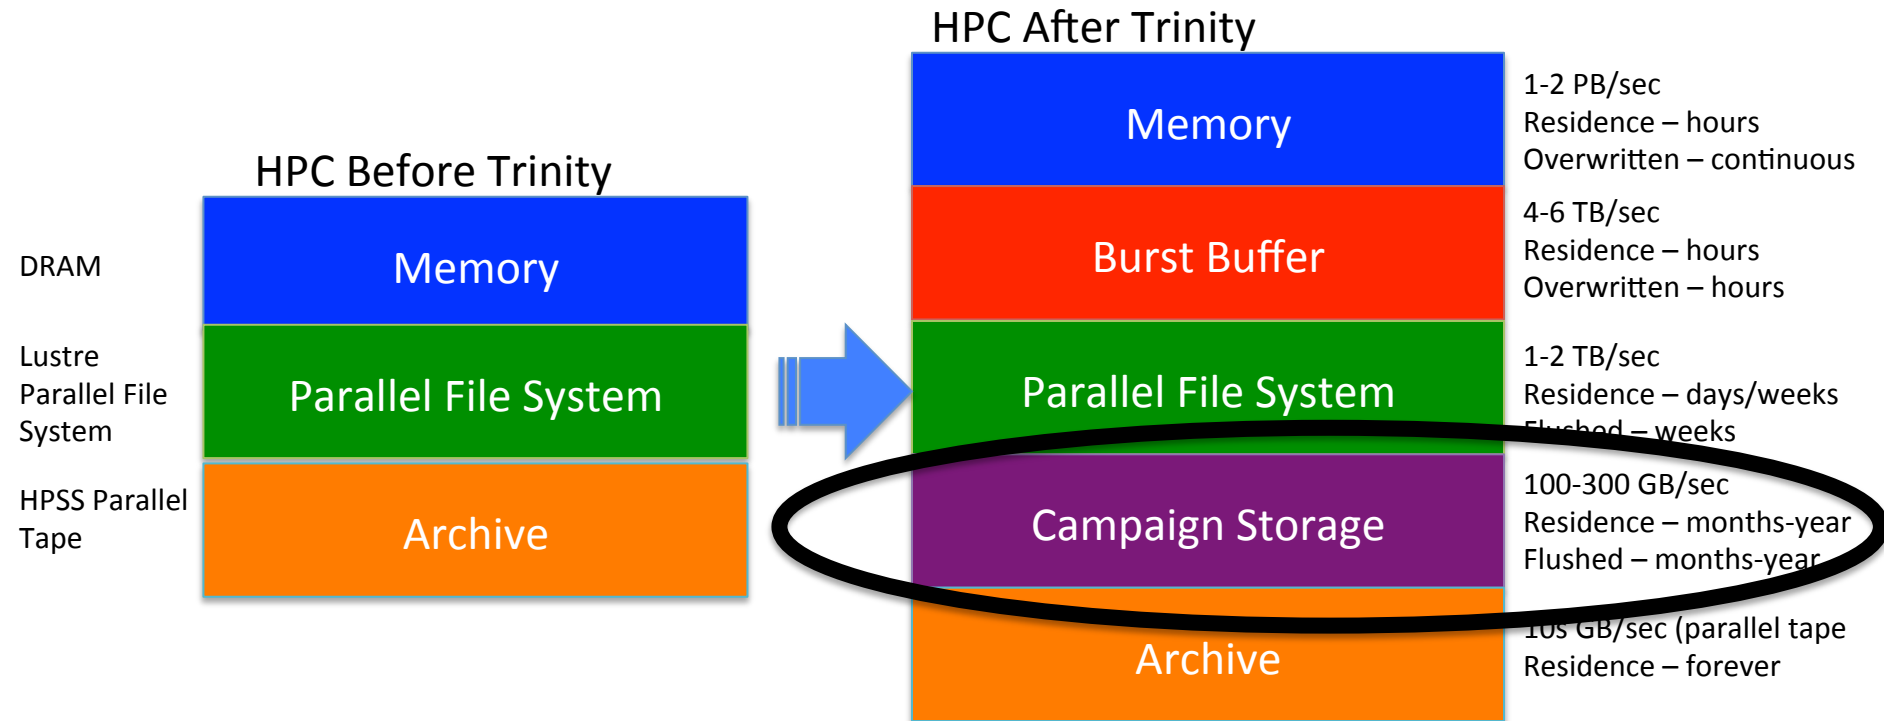 HPC Before Trinity
DRAM
Memory
Lustre
Parallel File
System
Parallel File System
HPSS Parallel
Tape
Archive
HPC After Trinity
Memory
1-2 PB/sec
Residence – hours
Overwritten – continuous
Burst Buffer
4-6 TB/sec
Residence – hours
Overwritten – hours
Parallel File System
1-2 TB/sec
Residence – days/weeks
Flushed – weeks
Campaign Storage
100-300 GB/sec
Residence – months-year
Flushed – months-year
Archive
10s GB/sec (parallel tape
Residence – forever